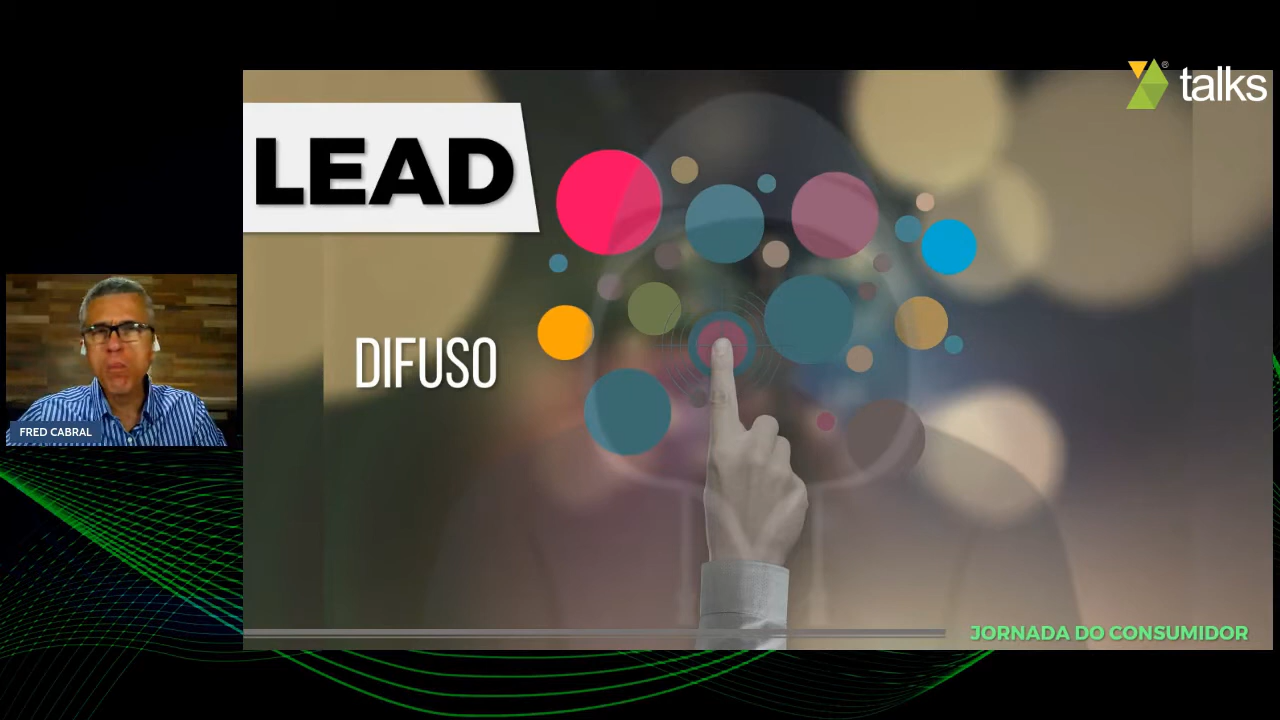 talks
LEAD
DIFUSO
FRED CABRAL
JORNADA DO CONSUMIDOR